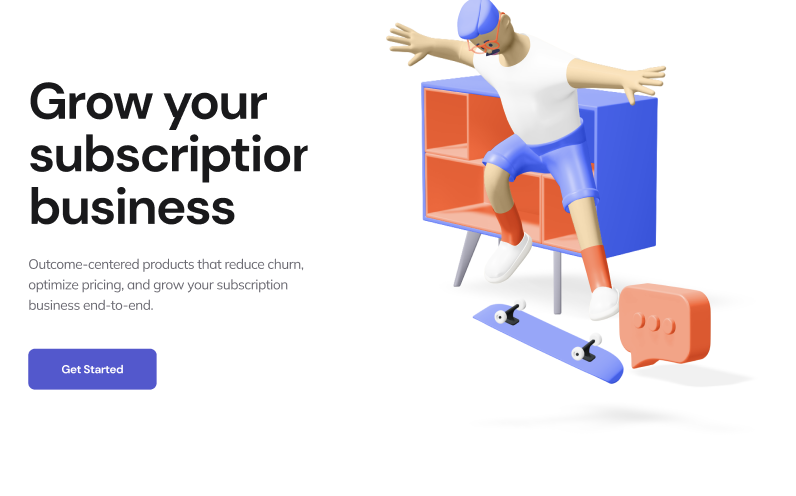 Grow your
subscription
business
Outcome-centered products that reduce churn,
optimize pricing, and grow your subscription
business end-to-end.
Get Started